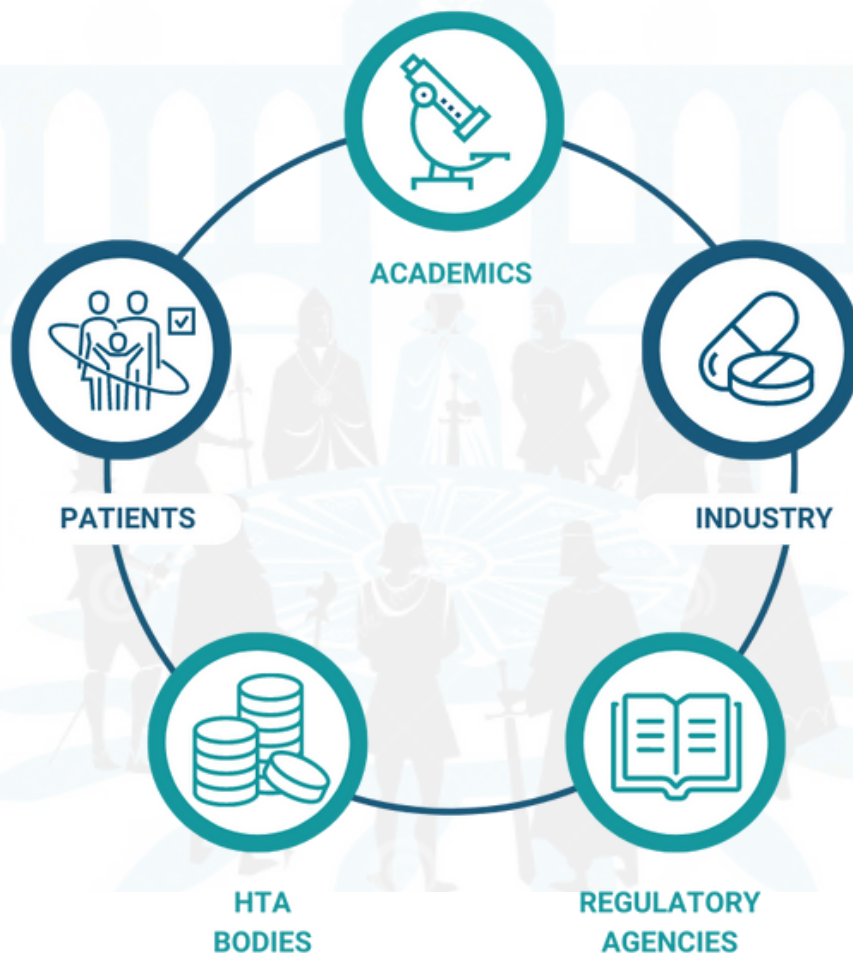 ACADEMICS
PATIENTS
INDUSTRY
HTA
BODIES
REGULATORY
AGENCIES